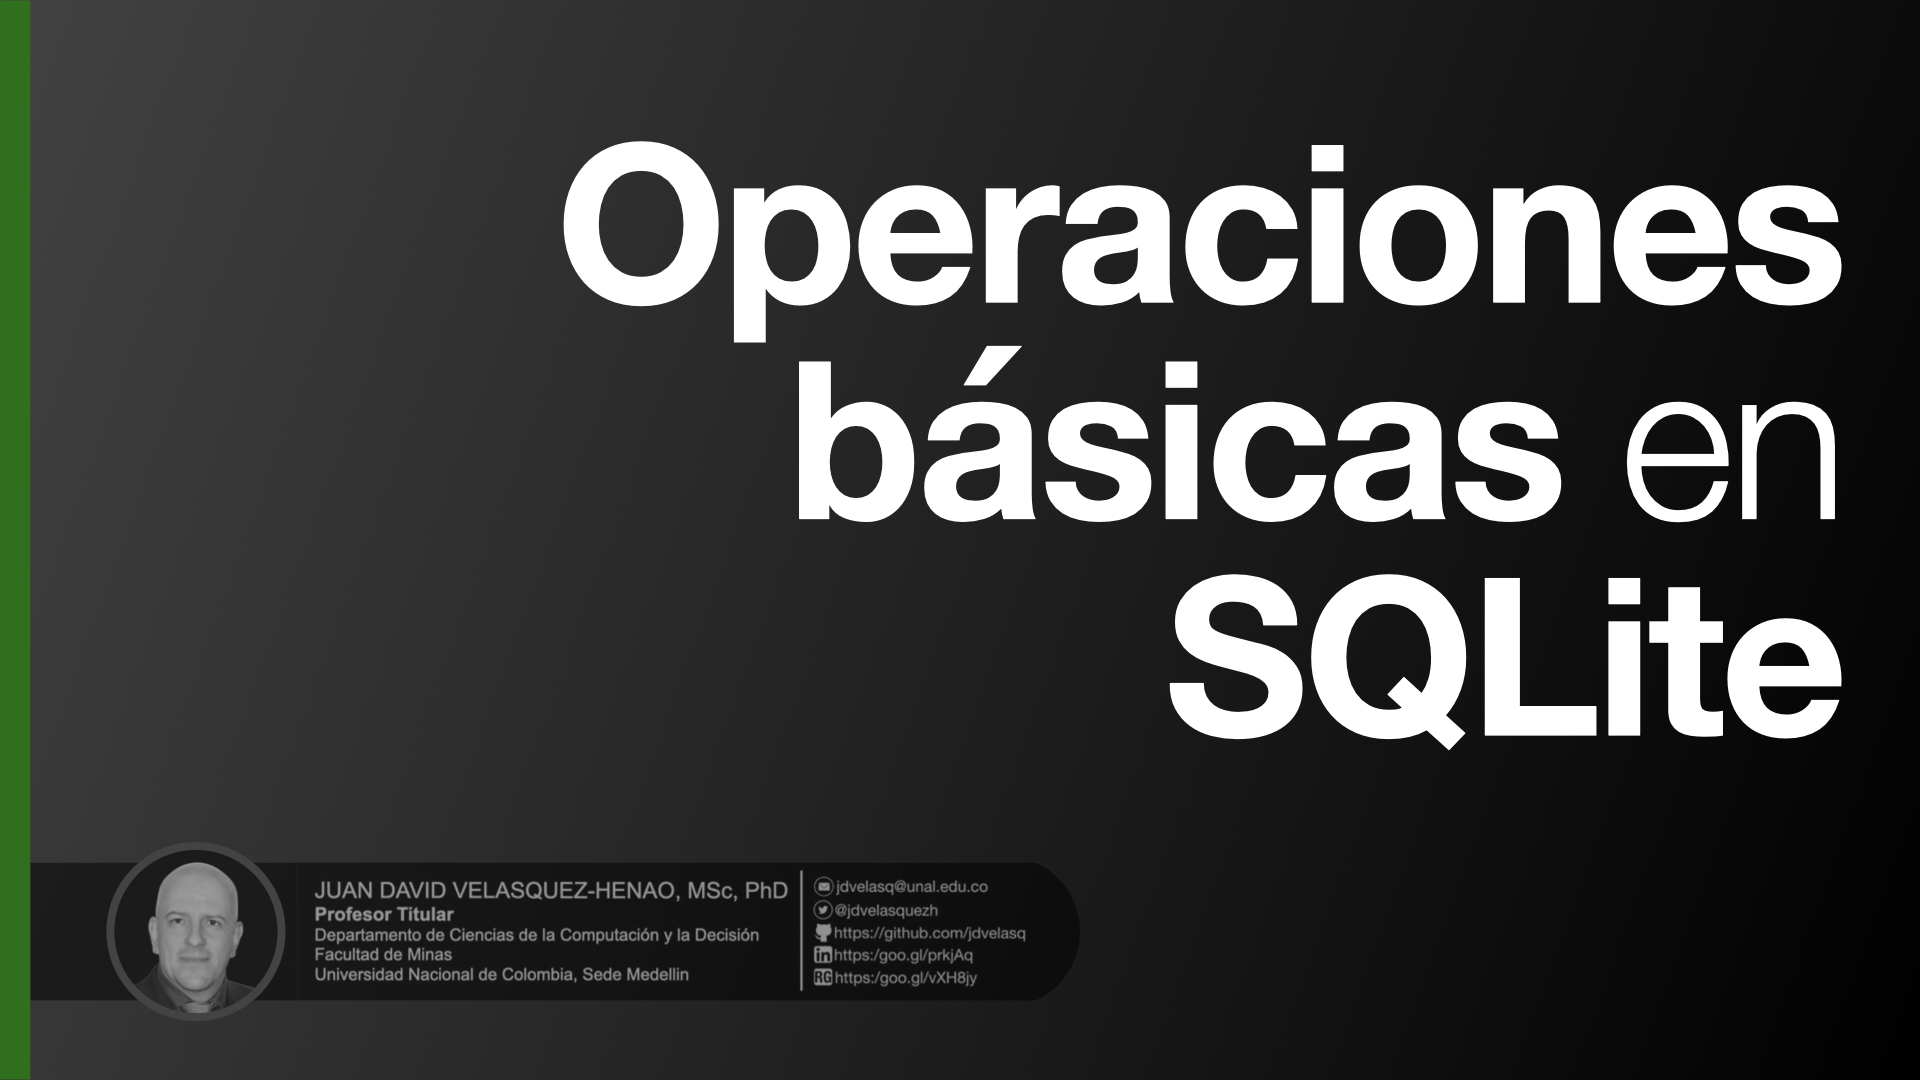 Operaciones
básicas en
SQLite
JUAN DAVID VELASQUEZ-HENAO, MSc, PhD
Profesor Titular
Departamento de Ciencias de la Computación y la Decisión
Facultad de Minas
Universidad Nacional de Colombia, Sede Medellin
jdvelasq@unal.edu.co
@jdvelasquezh
https://github.com/jdvelasq
in https:/goo.gl/prkjAq
RG https:/goo.gl/vXH8jy